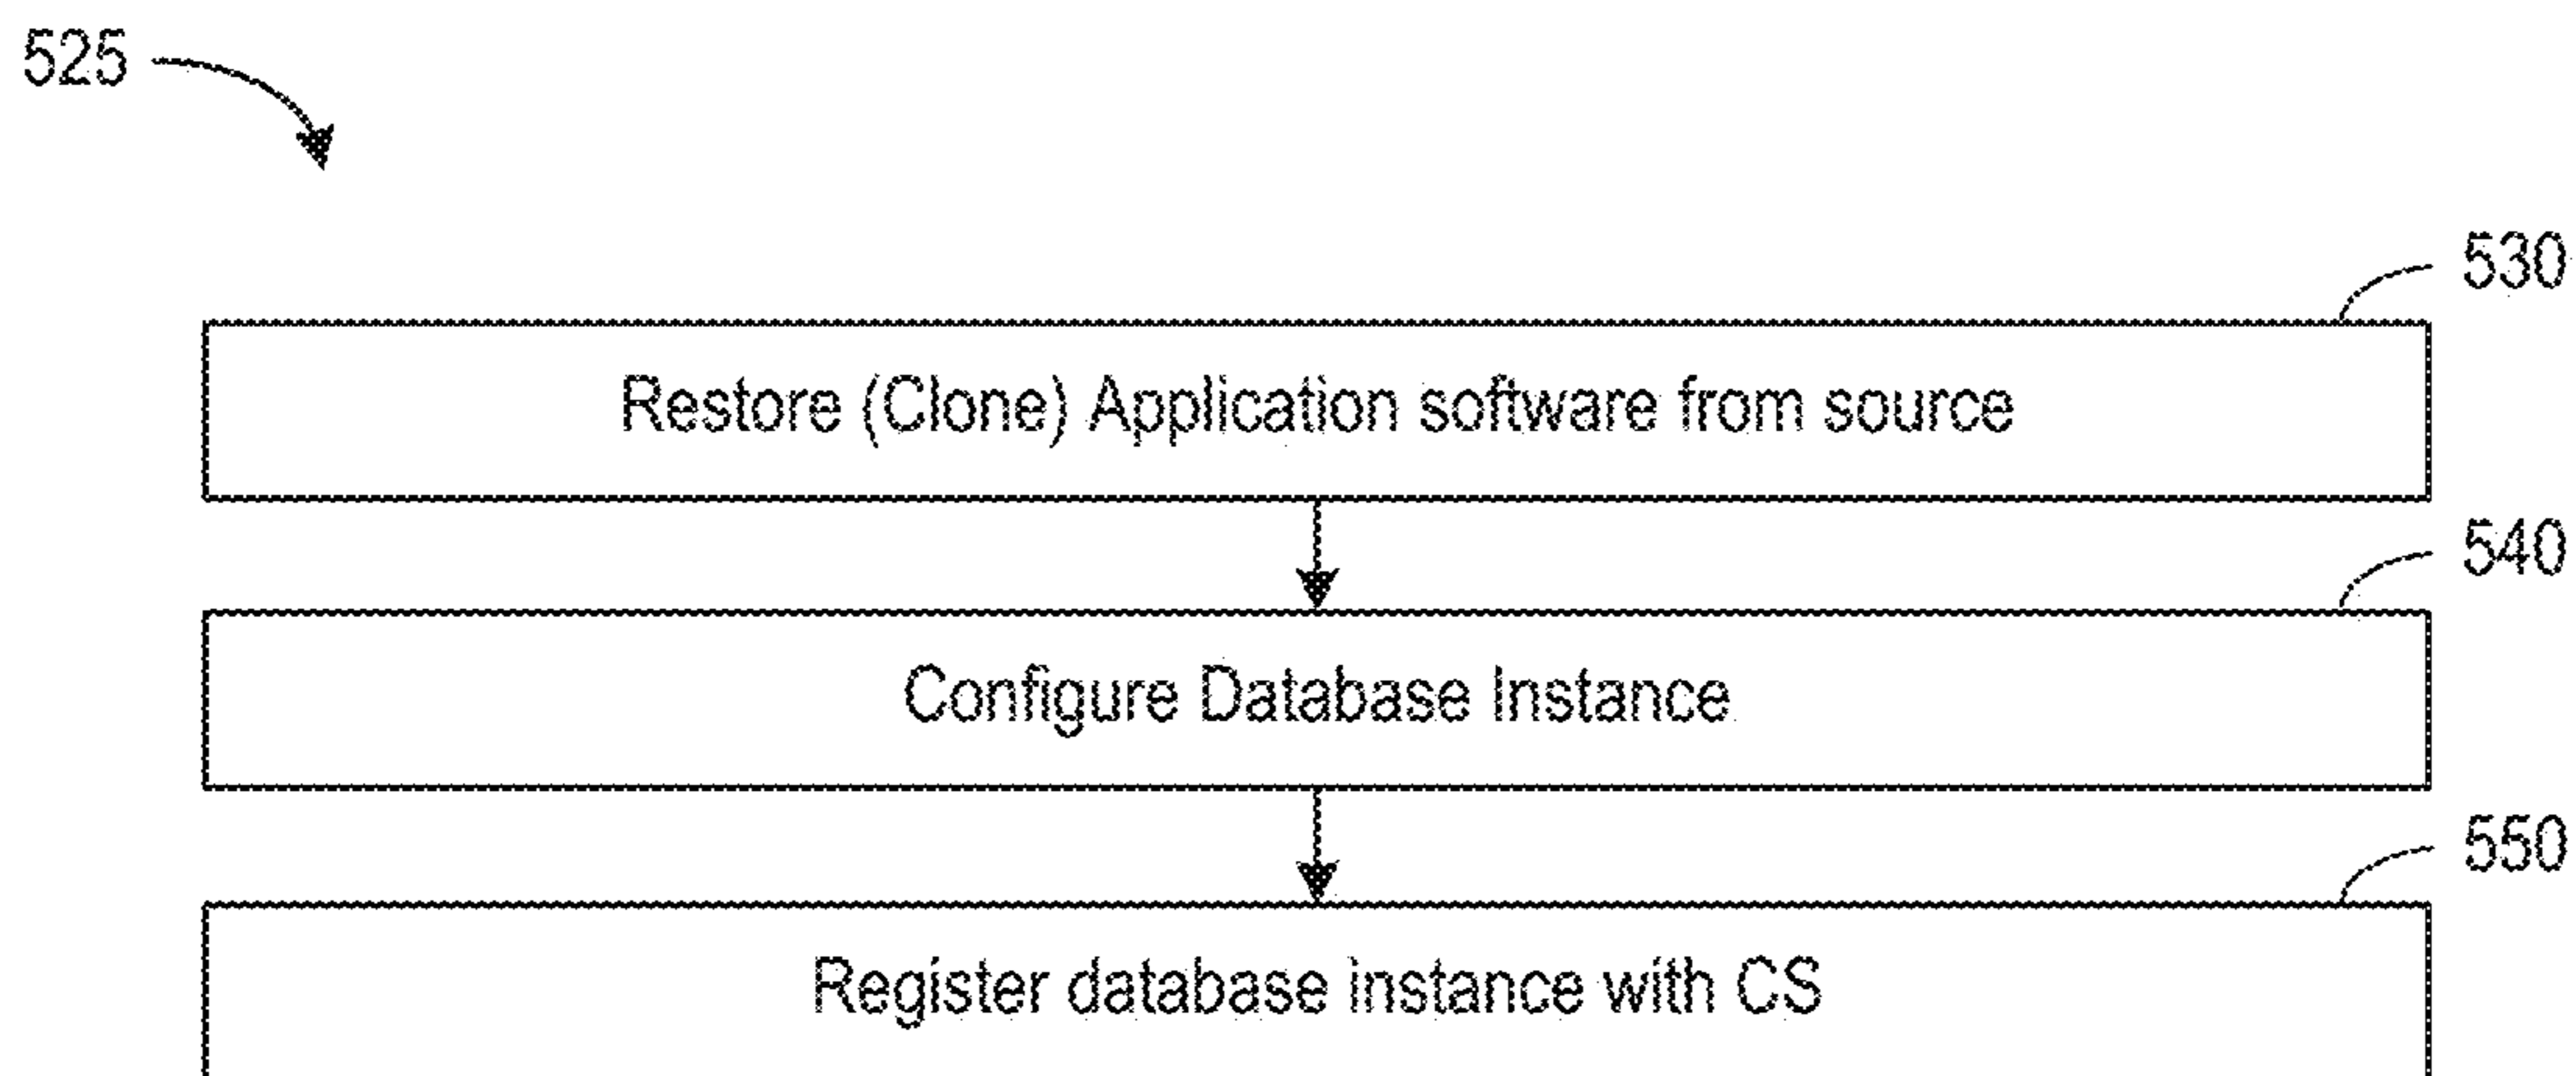 525
530
Restore (Clone) Application software from source
540
Configure Database Instance
550
Register database instance with CS